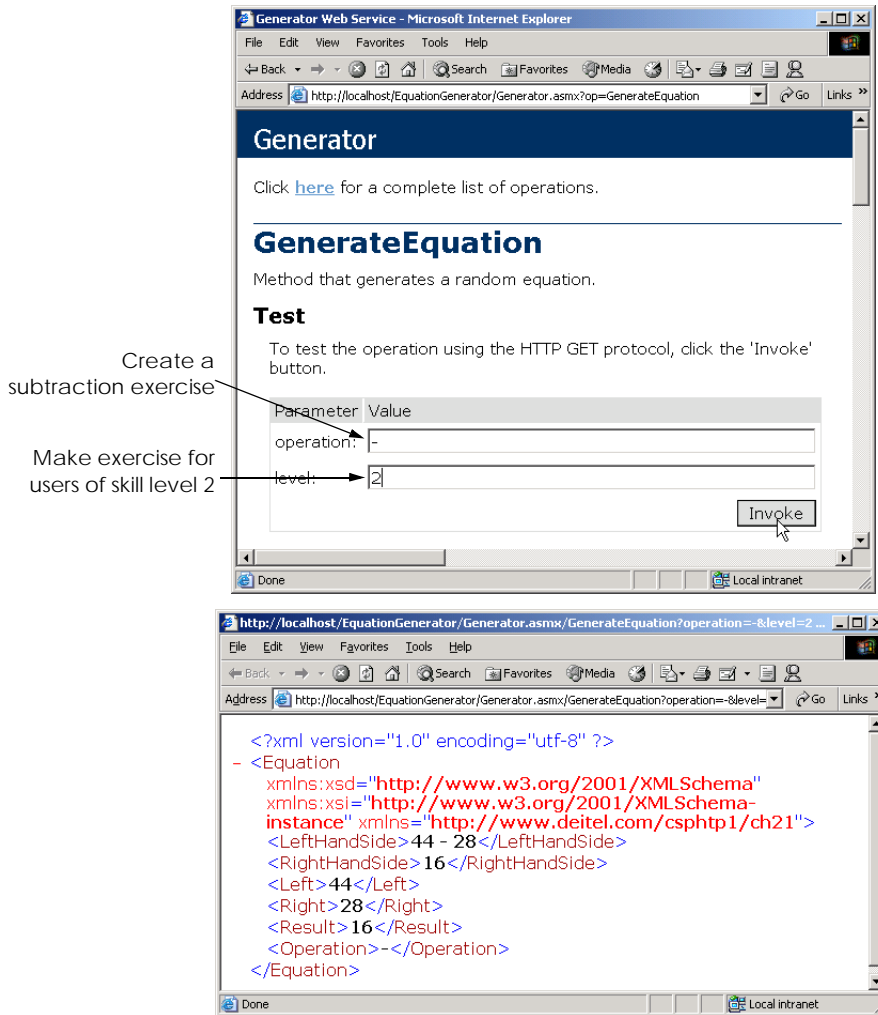 Generator Web Service - Microsoft Internet Explorer
File Edit View Favorites Tools Help
Back Search Favorites Media
Address http://localhost/EquationGenerator/Generator.asmx?op=GenerateEquation Go Links »
Generator
Click here for a complete list of operations.
GenerateEquation
Method that generates a random equation.
Test
To test the operation using the HTTP GET protocol, click the 'Invoke'
button.
Create a
subtraction exercise
Parameter Value
operation: -
Make exercise for
users of skill level 2
level: 2
Invoke
Done Local intranet
http://localhost/EquationGenerator/Generator.asmx/GenerateEquation?operation=-&level=2 ...
File Edit View Favorites Tools Help
Back Search Favorites Media
Address http://localhost/EquationGenerator/Generator.asmx/GenerateEquation?operation=-&level= Go Links
<?xml version="1.0" encoding="utf-8" ?>
- <Equation
xmlns:xsd="http://www.w3.org/2001/XMLSchema"
xmlns:xsi="http://www.w3.org/2001/XMLSchema-
instance" xmlns="http://www.deitel.com/csphtp1/ch21">
<LeftHandSide>44 - 28</LeftHandSide>
<RightHandSide>16</RightHandSide>
<Left>44</Left>
<Right>28</Right>
<Result>16</Result>
<Operation>-</Operation>
</Equation>
Done Local intranet